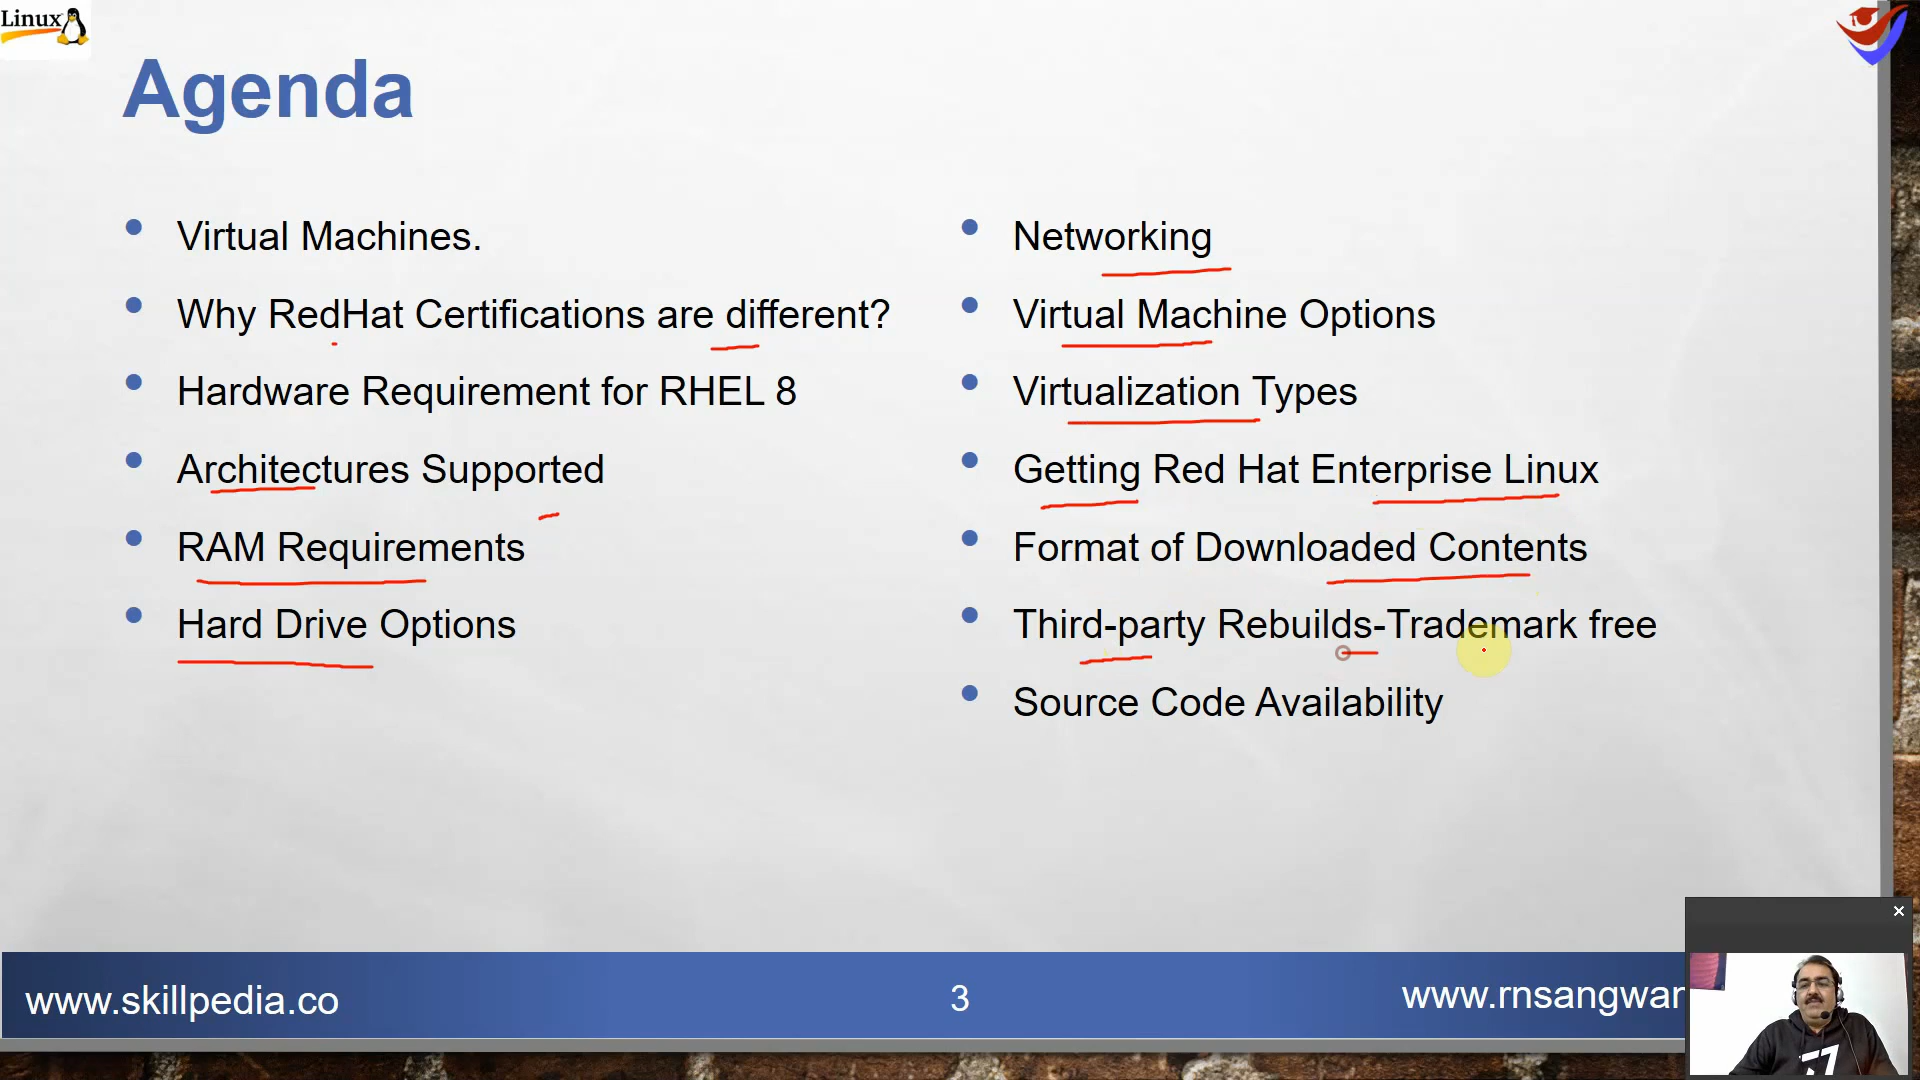 Linux
Agenda
Virtual Machines.
Why RedHat Certifications are different?
Hardware Requirement for RHEL 8
Architectures Supported
RAM Requirements
Hard Drive Options
Networking
Virtual Machine Options
Virtualization Types
Getting Red Hat Enterprise Linux
Format of Downloaded Contents
Third-party Rebuilds-Trademark free
Source Code Availability
www.skillpedia.co
3
www.rnsangwan